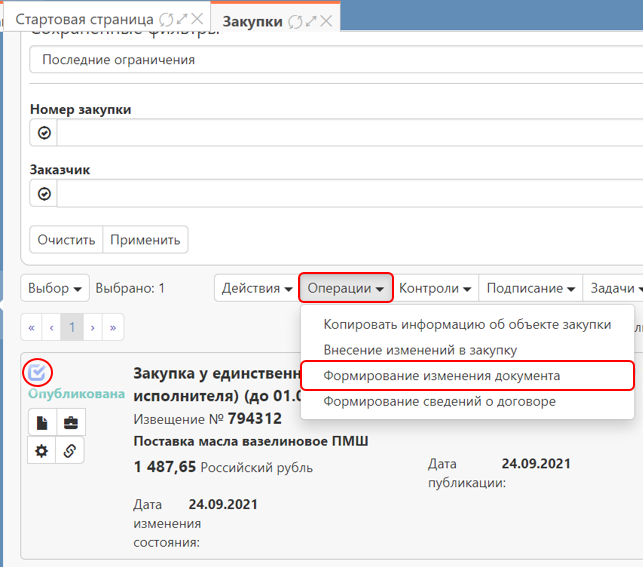 Стартовая страница
Закупки
Сохраненные фильтры
Последние ограничения
Номер закупки
Заказчик
Очистить
Применить
Выбор Выбрано: 1 Действия Операции Контроли Подписание Задачи
« ‹ 1 › »
Копировать информацию об объекте закупки
Внесение изменений в закупку
Формирование изменения документа
Формирование сведений о договоре
Опубликована
Закупка у единствен
исполнителя) (до 01.0
Извещение № 794312
Поставка масла вазелиновое ПМШ
1 487,65 Российский рубль
Дата публикации: 24.09.2021
Дата изменения состояния: 24.09.2021